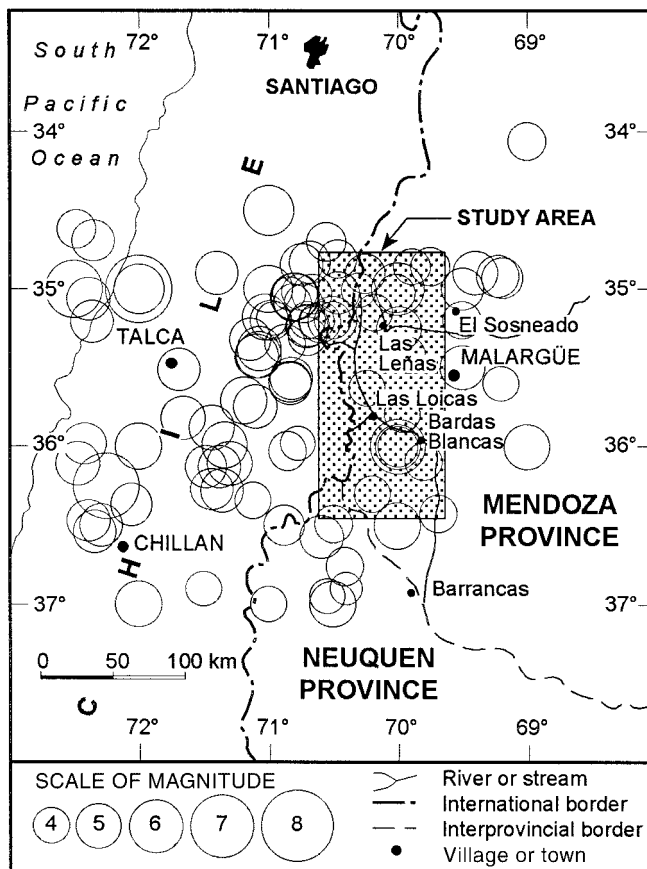 72° 71° 70° 69°
South
Pacific
Ocean
SANTIAGO
34° 34°
CHILE
STUDY AREA
35° 35°
TALCA
El Sosneado
Las
Leñas
MALARGÜE
Las Loicas
Bardas
Blancas
36° 36°
MENDOZA
PROVINCE
CHILLAN
37° 37°
Barrancas
0 50 100 km
NEUQUEN
PROVINCE
72° 71° 70° 69°
SCALE OF MAGNITUDE
4 5 6 7 8
River or stream
International border
Interprovincial border
Village or town